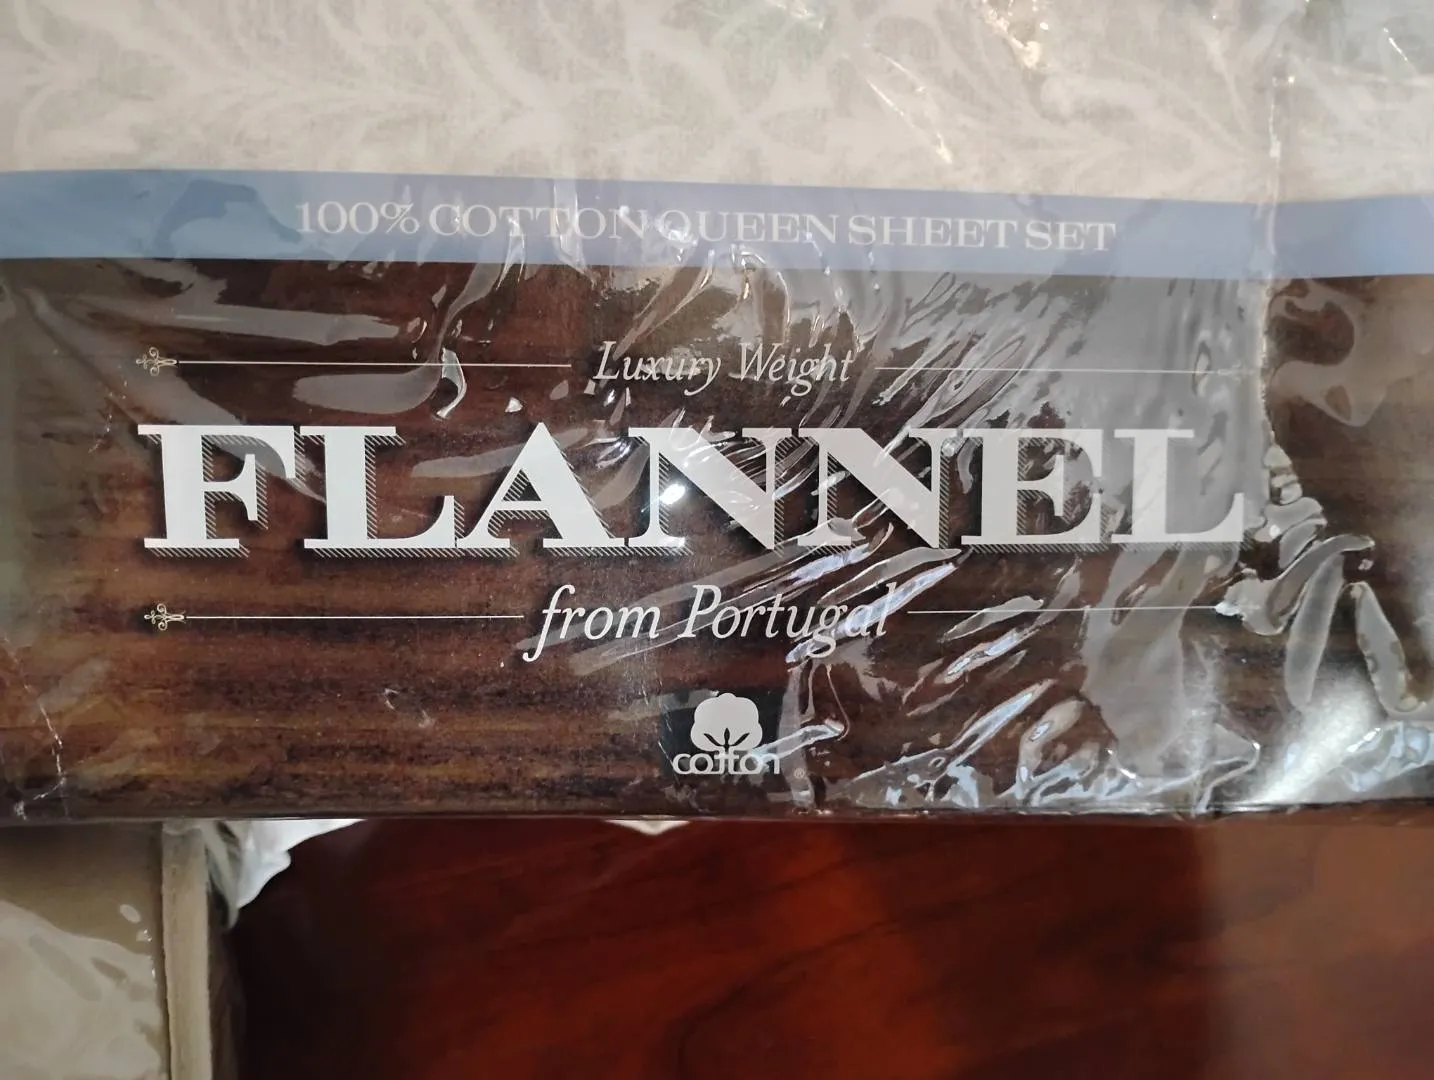 100% COTTON QUEEN SHEET SET
Luxury Weight
FLANNEL
from Portugal
cotton
®